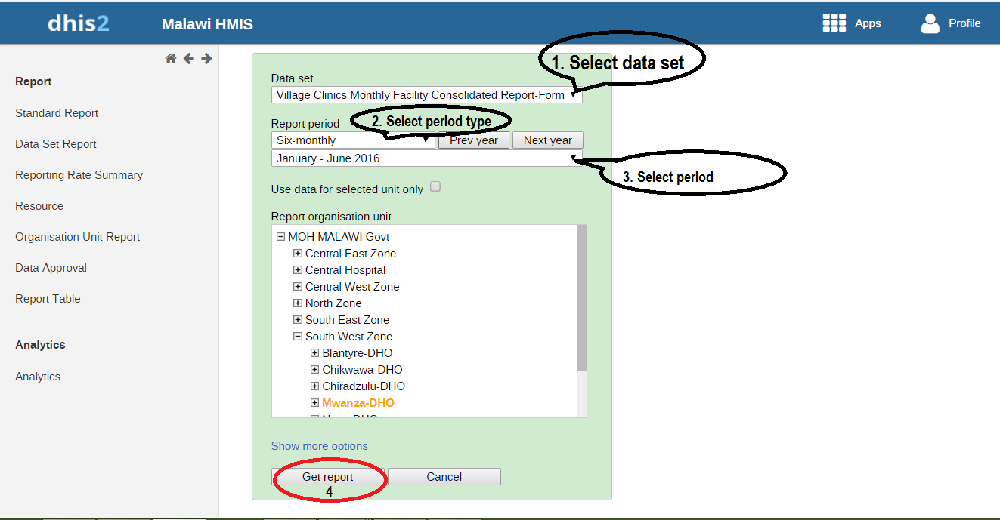 dhis2 Malawi HMIS Apps Profile
Report
Standard Report
Data Set Report
Reporting Rate Summary
Resource
Organisation Unit Report
Data Approval
Report Table
Analytics
Analytics
1. Select data set
Data set
Village Clinics Monthly Facility Consolidated Report-Form
2. Select period type
Report period
Six-monthly Prev year Next year
January - June 2016
3. Select period
Use data for selected unit only
Report organisation unit
MOH MALAWI Govt
Central East Zone
Central Hospital
Central West Zone
North Zone
South East Zone
South West Zone
Blantyre-DHO
Chikwawa-DHO
Chiradzulu-DHO
Mwanza-DHO
Show more options
Get report Cancel
4